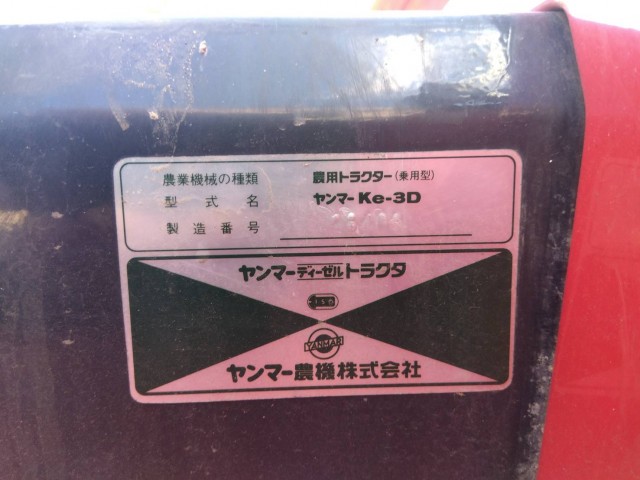 農業機械の種類 農用トラクター(乗用型)
型式名 ヤンマー Ke-3D
製造番号
ヤンマーディーゼルトラクタ
YANMAR
ヤンマー農機株式会社